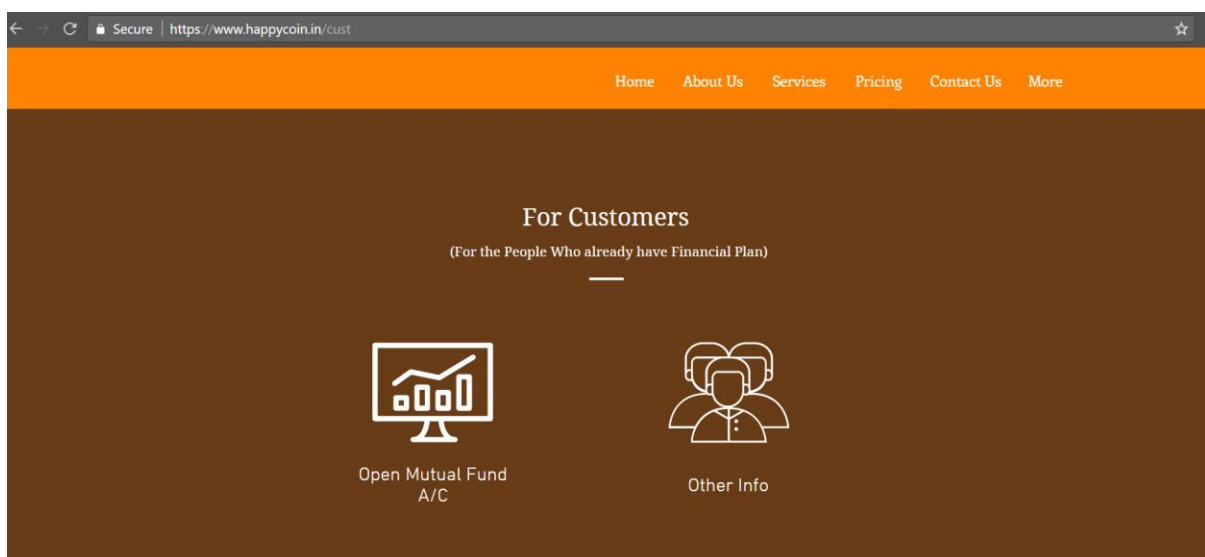 Secure | https://www.happycoin.in/cust
Home About Us Services Pricing Contact Us More
For Customers
(For the People Who already have Financial Plan)
Open Mutual Fund
A/C
Other Info